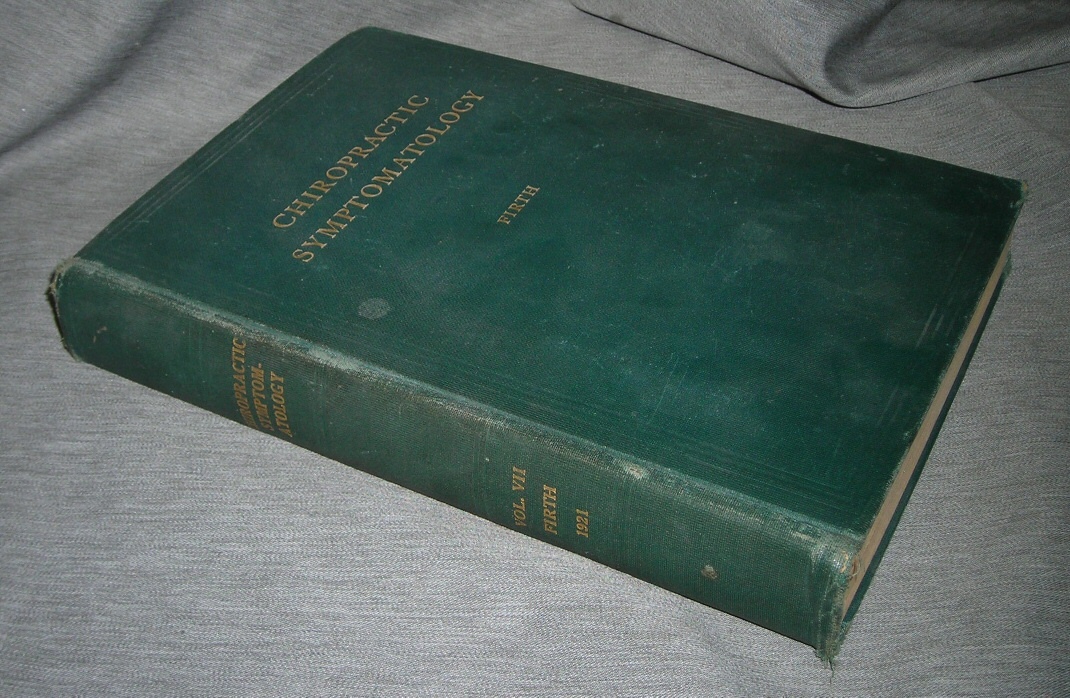 CHIROPRACTIC
SYMPTOMATOLOGY
FIRTH
CHIROPRACTIC
SYMPTOM-
ATOLOGY
VOL. VII
FIRTH
1921